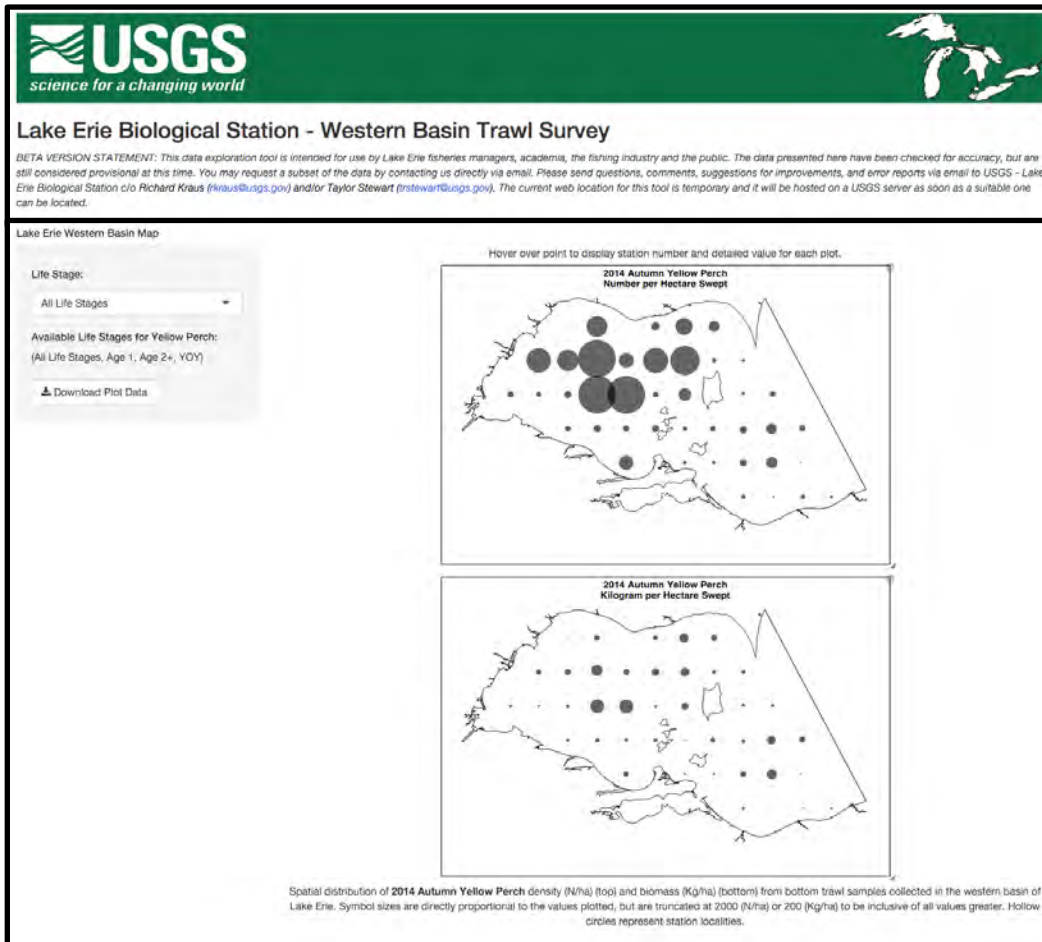 USGS
science for a changing world
Lake Erie Biological Station - Western Basin Trawl Survey
BETA VERSION STATEMENT: This data exploration tool is intended for use by Lake Erie fisheries managers, academia, the fishing industry and the public. The data presented here have been checked for accuracy, but are
still considered provisional at this time. You may request a subset of the data by contacting us directly via email. Please send questions, comments, suggestions for improvements, and error reports via email to USGS - Lake
Erie Biological Station c/o Richard Kraus (rkraus@usgs.gov) and/or Taylor Stewart (trstewart@usgs.gov). The current web location for this tool is temporary and it will be hosted on a USGS server as soon as a suitable one
can be located.
Lake Erie Western Basin Map
Life Stage:
All Life Stages
Available Life Stages for Yellow Perch:
(All Life Stages, Age 1, Age 2+, YOY)
Download Plot Data
Hover over point to display station number and detailed value for each plot.
2014 Autumn Yellow Perch
Number per Hectare Swept
2014 Autumn Yellow Perch
Kilogram per Hectare Swept
Spatial distribution of 2014 Autumn Yellow Perch density (N/ha) (top) and biomass (Kg/ha) (bottom) from bottom trawl samples collected in the western basin of
Lake Erie. Symbol sizes are directly proportional to the values plotted, but are truncated at 2000 (N/ha) or 200 (Kg/ha) to be inclusive of all values greater. Hollow
circles represent station localities.